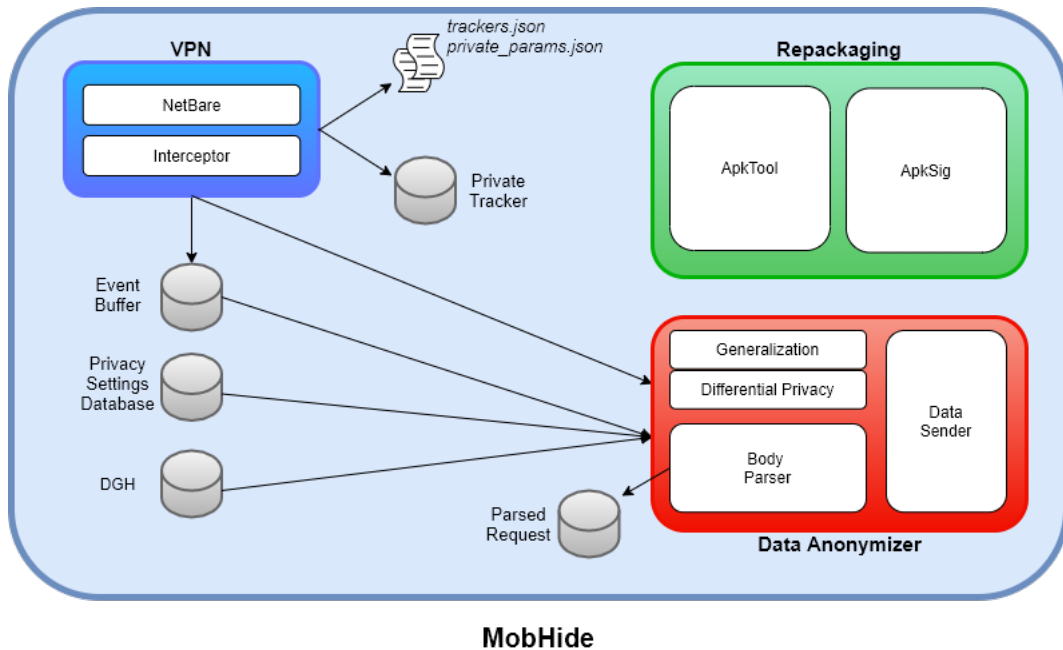 trackers.json
private_params.json
VPN
Repackaging
NetBare
Interceptor
ApkTool
ApkSig
Private
Tracker
Event
Buffer
Privacy
Settings
Database
DGH
Generalization
Differential Privacy
Body
Parser
Data
Sender
Parsed
Request
Data Anonymizer
MobHide